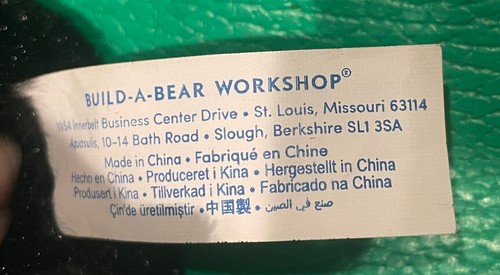 BUILD-A-BEAR WORKSHOP®
1954 Innerbelt Business Center Drive • St. Louis, Missouri 63114
Aquasulis, 10-14 Bath Road • Slough, Berkshire SL1 3SA
Made in China • Fabriqué en Chine
Hecho en China • Produceret i Kina • Hergestellt in China
Produsert i Kina • Tillverkad i Kina • Fabricado na China
Çin'de üretilmiştir • 中国製 • صنع في الصين